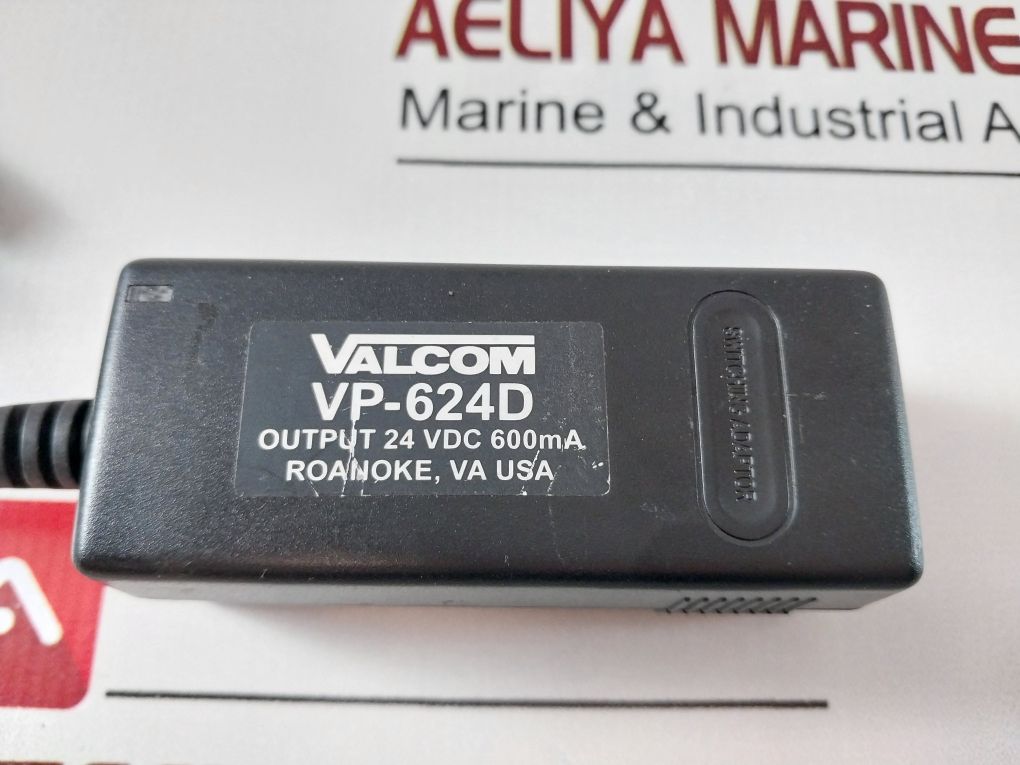 AELIYA MARINE
Marine & Industrial A
VALCOM
VP-624D
OUTPUT 24 VDC 600mA
ROANOKE, VA USA
SWITCHING ADAPTOR
A